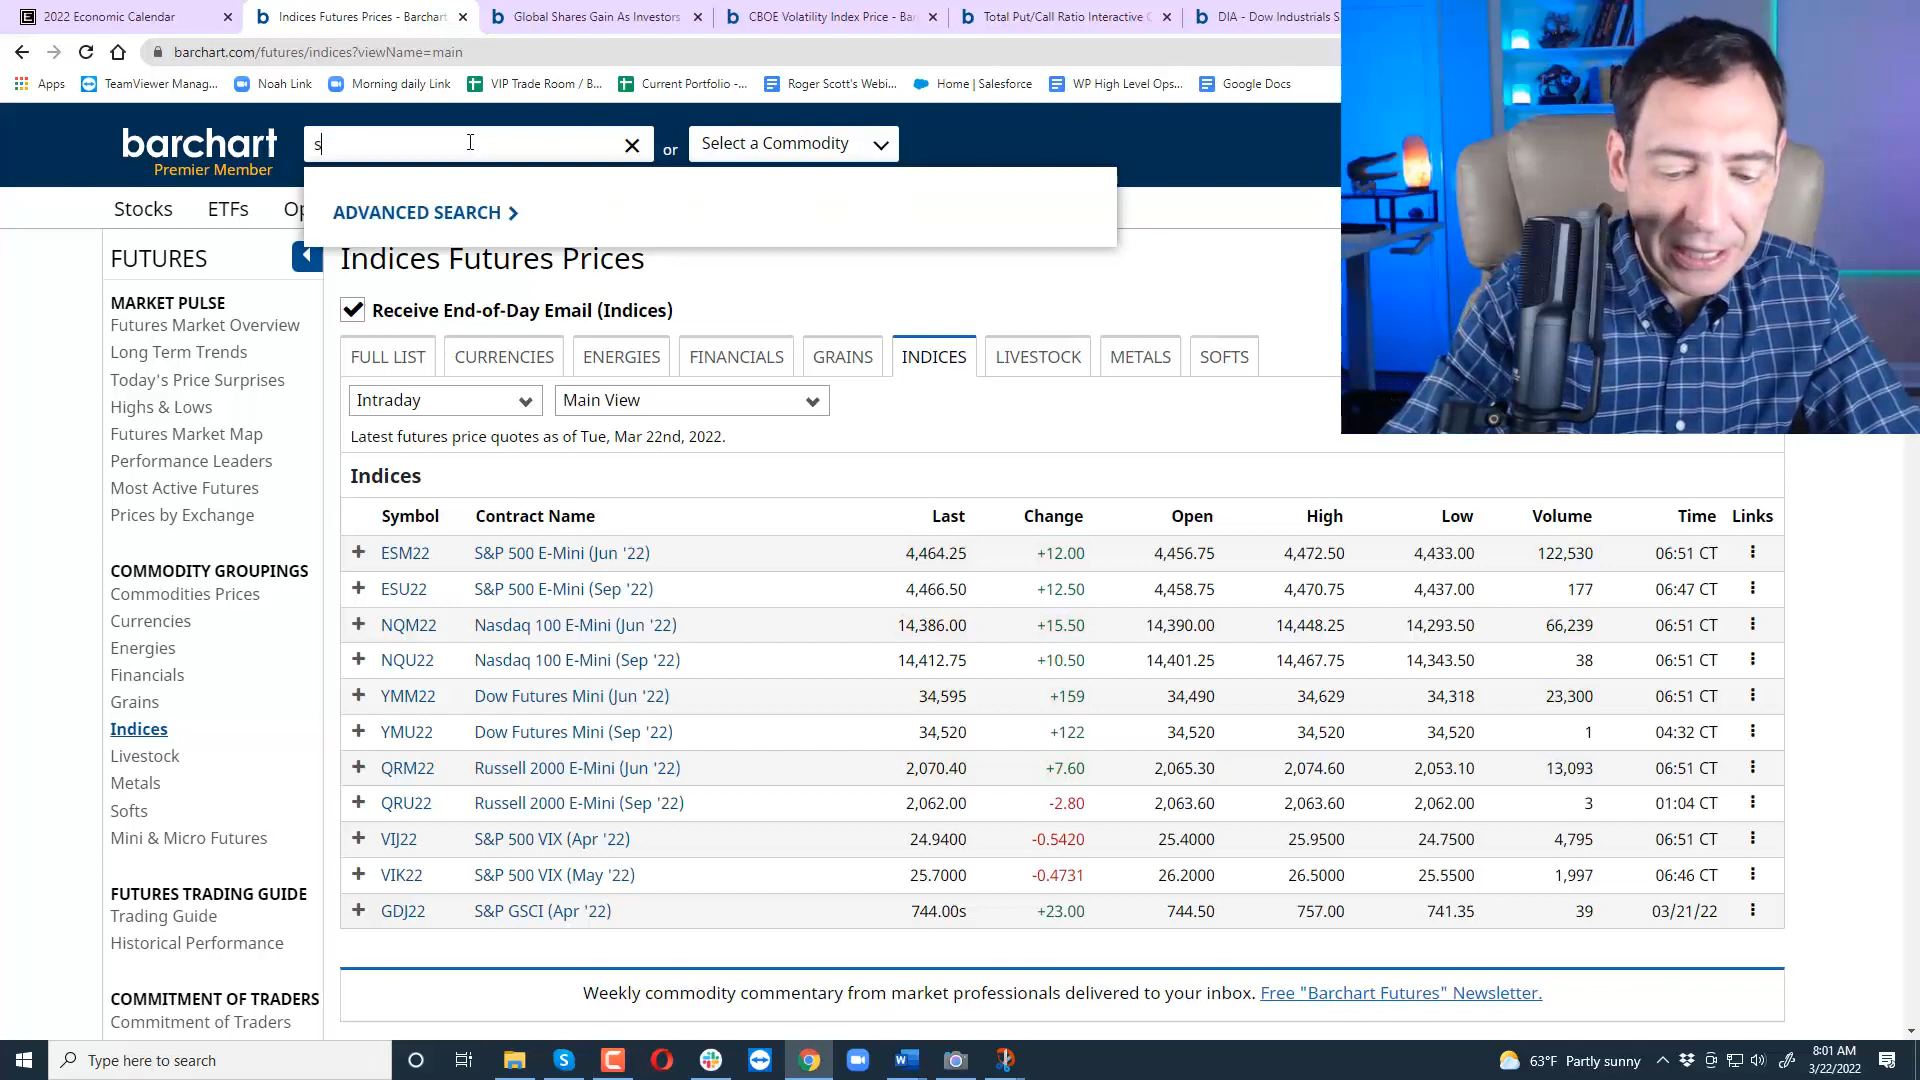 2022 Economic Calendar
Indices Futures Prices - Barchart
Global Shares Gain As Investors
CBOE Volatility Index Price - Ba
Total Put/Call Ratio Interactive
DIA - Dow Industrials S
barchart.com/futures/indices?viewName=main
Apps TeamViewer Manag... Noah Link Morning daily Link VIP Trade Room / B... Current Portfolio -... Roger Scott's Webi... Home | Salesforce WP High Level Ops... Google Docs
barchart
Premier Member
s
or
Select a Commodity
ADVANCED SEARCH
Stocks ETFs Op
FUTURES
MARKET PULSE
Futures Market Overview
Long Term Trends
Today's Price Surprises
Highs & Lows
Futures Market Map
Performance Leaders
Most Active Futures
Prices by Exchange
COMMODITY GROUPINGS
Commodities Prices
Currencies
Energies
Financials
Grains
Indices
Livestock
Metals
Softs
Mini & Micro Futures
FUTURES TRADING GUIDE
Trading Guide
Historical Performance
COMMITMENT OF TRADERS
Commitment of Traders
Indices Futures Prices
Receive End-of-Day Email (Indices)
FULL LIST CURRENCIES ENERGIES FINANCIALS GRAINS INDICES LIVESTOCK METALS SOFTS
Intraday Main View
Latest futures price quotes as of Tue, Mar 22nd, 2022.
Indices
Symbol Contract Name Last Change Open High Low Volume Time Links
ESM22 S&P 500 E-Mini (Jun '22) 4,464.25 +12.00 4,456.75 4,472.50 4,433.00 122,530 06:51 CT
ESU22 S&P 500 E-Mini (Sep '22) 4,466.50 +12.50 4,458.75 4,470.75 4,437.00 177 06:47 CT
NQM22 Nasdaq 100 E-Mini (Jun '22) 14,386.00 +15.50 14,390.00 14,448.25 14,293.50 66,239 06:51 CT
NQU22 Nasdaq 100 E-Mini (Sep '22) 14,412.75 +10.50 14,401.25 14,467.75 14,343.50 38 06:51 CT
YMM22 Dow Futures Mini (Jun '22) 34,595 +159 34,490 34,629 34,318 23,300 06:51 CT
YMU22 Dow Futures Mini (Sep '22) 34,520 +122 34,520 34,520 34,520 1 04:32 CT
QRM22 Russell 2000 E-Mini (Jun '22) 2,070.40 +7.60 2,065.30 2,074.60 2,053.10 13,093 06:51 CT
QRU22 Russell 2000 E-Mini (Sep '22) 2,062.00 -2.80 2,063.60 2,063.60 2,062.00 3 01:04 CT
VIJ22 S&P 500 VIX (Apr '22) 24.9400 -0.5420 25.4000 25.9500 24.7500 4,795 06:51 CT
VIK22 S&P 500 VIX (May '22) 25.7000 -0.4731 26.2000 26.5000 25.5500 1,997 06:46 CT
GDJ22 S&P GSCI (Apr '22) 744.00s +23.00 744.50 757.00 741.35 39 03/21/22
Weekly commodity commentary from market professionals delivered to your inbox. Free "Barchart Futures" Newsletter.
Type here to search
63°F Partly sunny
8:01 AM
3/22/2022